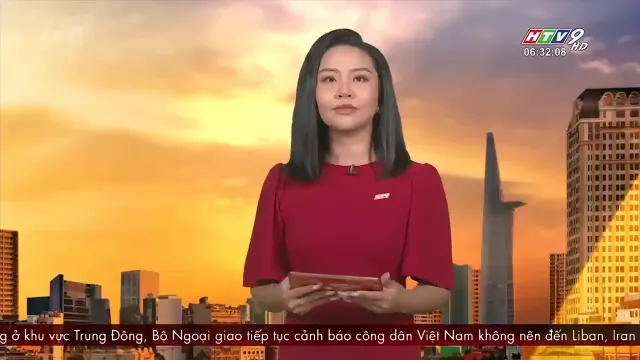 HTV9 HD
06:32:08
g ở khu vực Trung Đông, Bộ Ngoại giao tiếp tục cảnh báo công dân Việt Nam không nên đến Liban, Iran